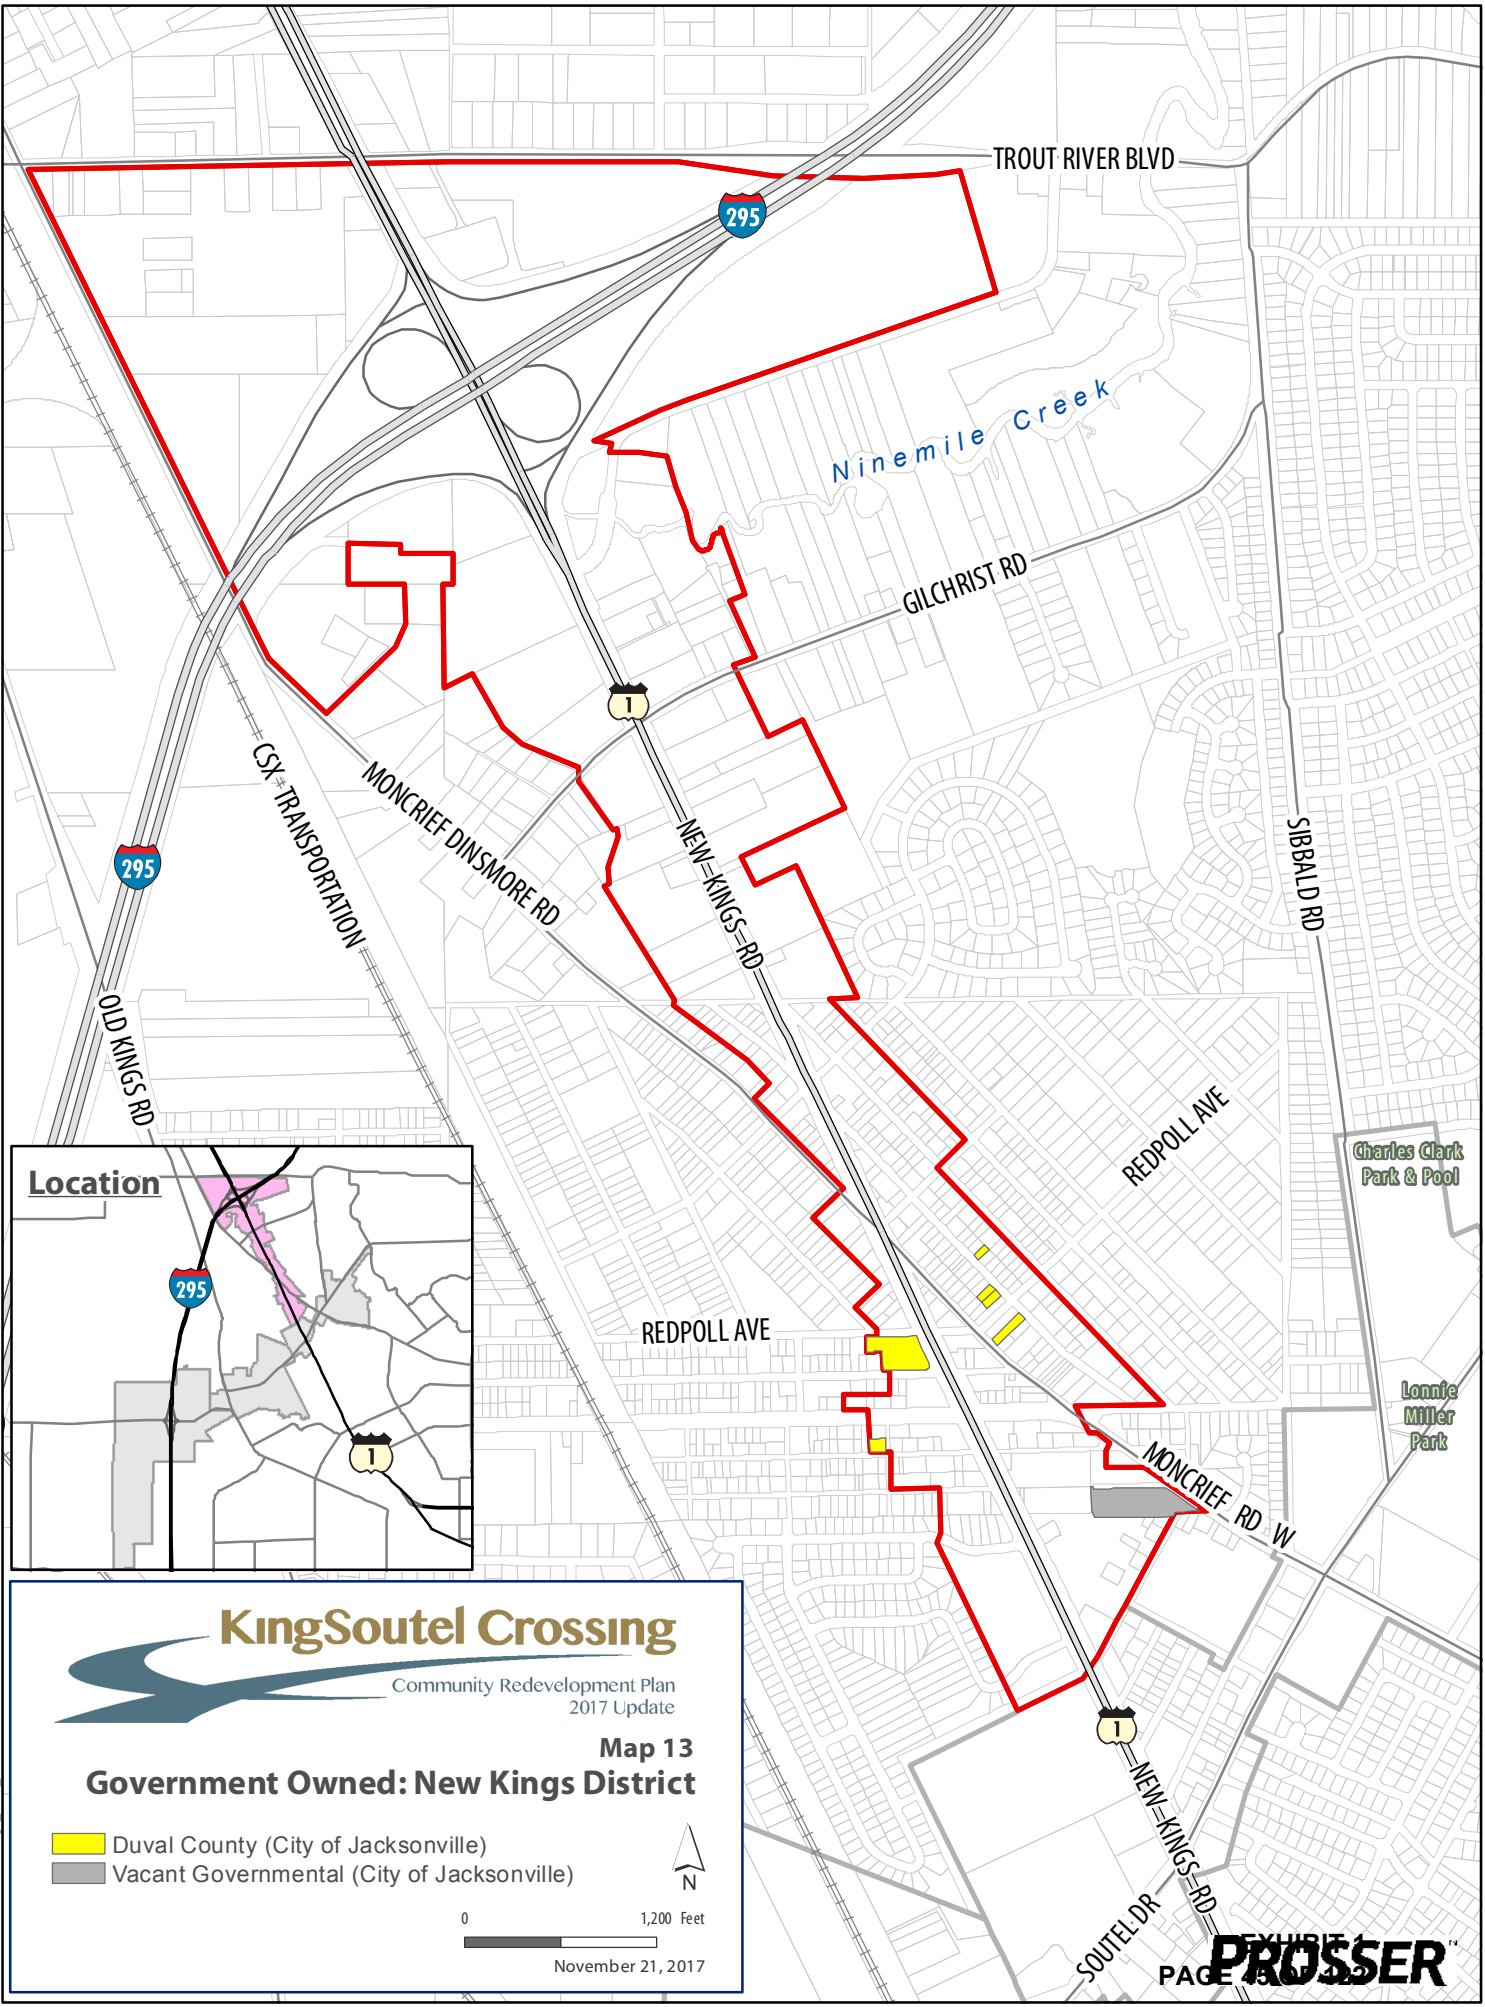 TROUT RIVER BLVD
295
Ninemile Creek
GILCHRIST RD
1
CSX TRANSPORTATION
MONCRIEF DINSMORE RD
NEW KINGS RD
SIBBALD RD
295
OLD KINGS RD
REDPOLL AVE
Charles Clark
Park & Pool
Location
295
1
REDPOLL AVE
Lonnie
Miller
Park
MONCRIEF RD W
KingSoutel Crossing
Community Redevelopment Plan
2017 Update
Map 13
Government Owned: New Kings District
Duval County (City of Jacksonville)
Vacant Governmental (City of Jacksonville)
N
0 1,200 Feet
November 21, 2017
1
NEW KINGS RD
SOUTEL DR
EXHIBIT 1
PROSSER
PAGE